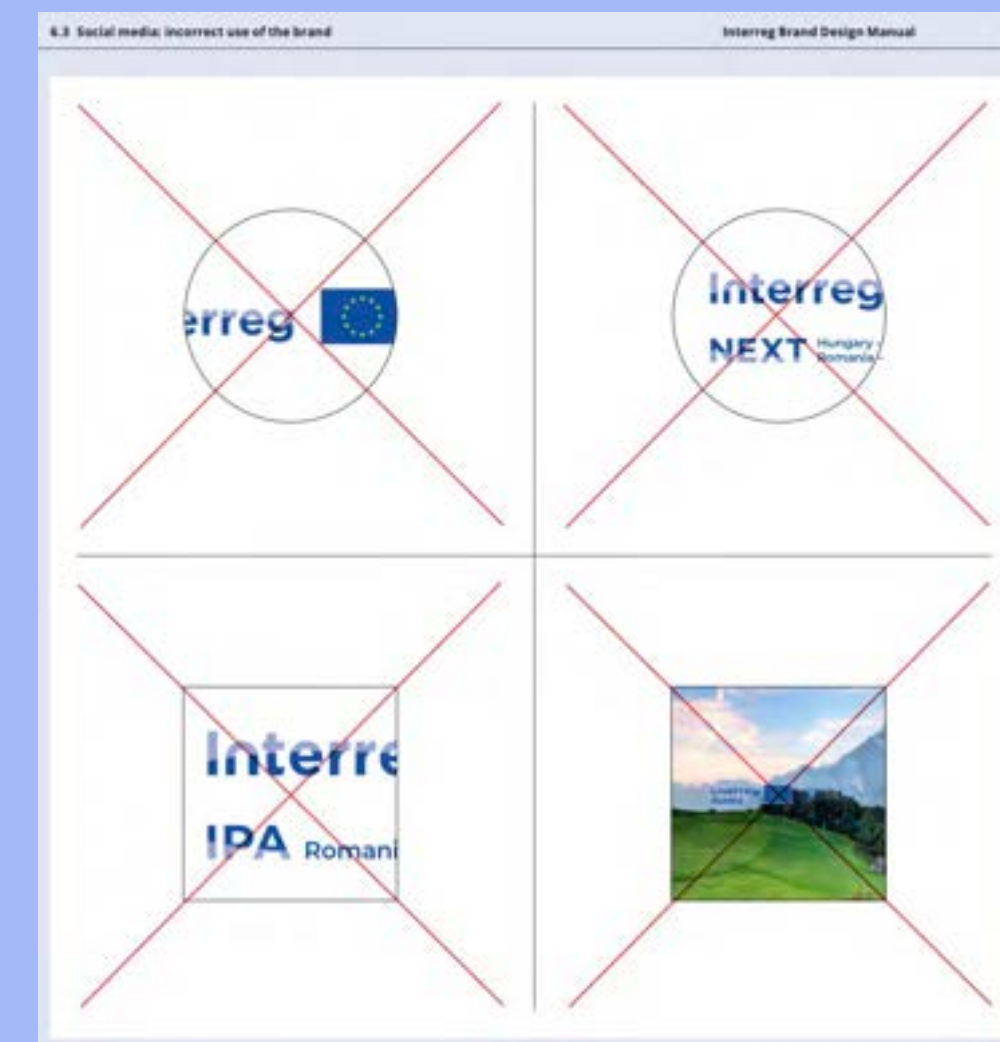 6.3 Social media: incorrect use of the brand
Interreg Brand Design Manual
erreg
Interreg
NEXT Hungary -
Romania -
Interre
IPA Romani
Interreg